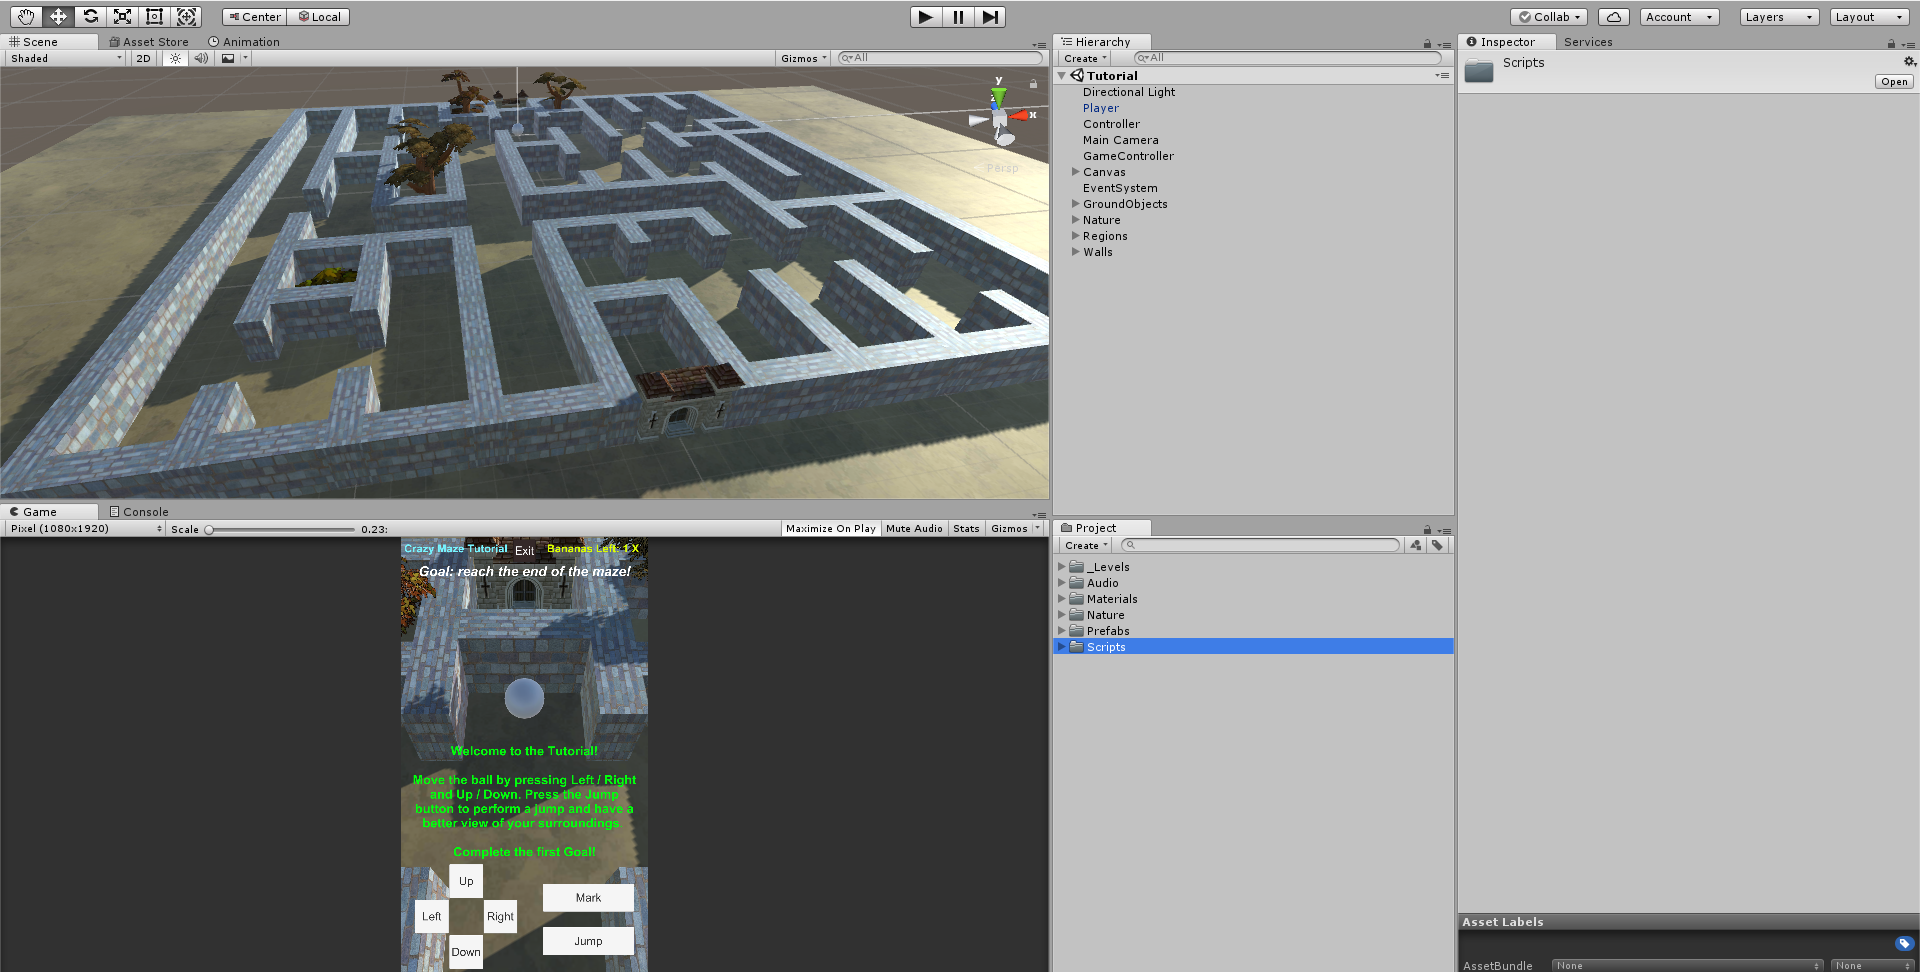 Center Local
Collab Account Layers Layout
Scene Asset Store Animation
Shaded 2D Gizmos All
y
x
Persp
Hierarchy
Create All
Tutorial
Directional Light
Player
Controller
Main Camera
GameController
Canvas
EventSystem
GroundObjects
Nature
Regions
Walls
Inspector Services
Scripts
Open
Game Console
Pixel (1080x1920) Scale 0.23: Maximize On Play Mute Audio Stats Gizmos
Crazy Maze Tutorial Exit Bananas Left: 1 X
Goal: reach the end of the maze!
Welcome to the Tutorial!
Move the ball by pressing Left / Right
and Up / Down. Press the Jump
button to perform a jump and have a
better view of your surroundings.
Complete the first Goal!
Up
Mark
Left Right
Jump
Down
Project
Create
_Levels
Audio
Materials
Nature
Prefabs
Scripts
Asset Labels
AssetBundle None None